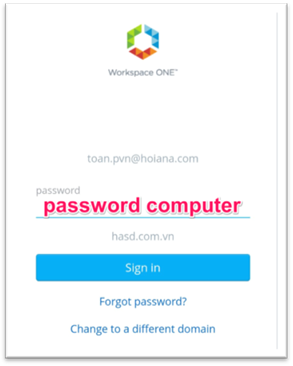 Workspace ONE™
toan.pvn@hoiana.com
password
password computer
hasd.com.vn
Sign in
Forgot password?
Change to a different domain